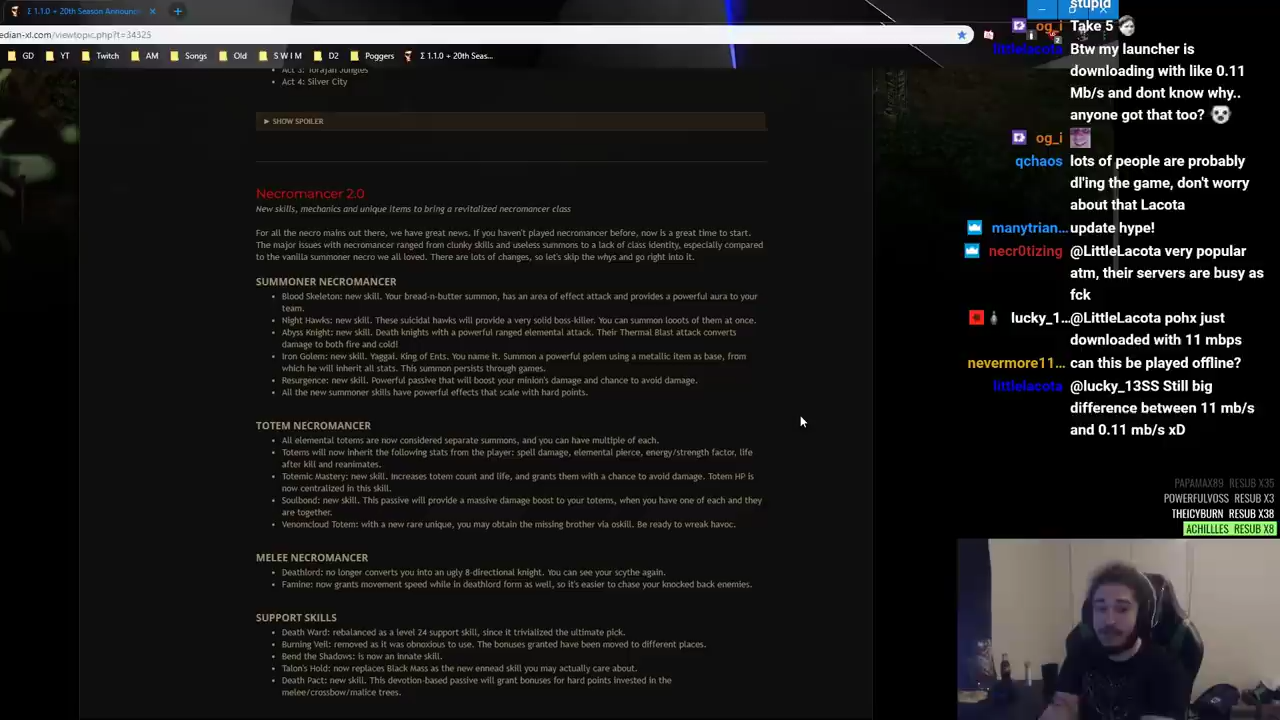 Σ 1.1.0 + 20th Season Announc
edian-xl.com/viewtopic.php?t=34325
GD YT Twitch AM Songs Old S W I M D2 Poggers Σ 1.1.0 + 20th Seas...
Act 3: Torajan Jungles
Act 4: Silver City
► SHOW SPOILER
Necromancer 2.0
New skills, mechanics and unique items to bring a revitalized necromancer class
For all the necro mains out there, we have great news. If you haven't played necromancer before, now is a great time to start.
The major issues with necromancer ranged from clunky skills and useless summons to a lack of class identity, especially compared
to the vanilla summoner necro we all loved. There are lots of changes, so let's skip the whys and go right into it.
SUMMONER NECROMANCER
Blood Skeleton: new skill. Your bread-n-butter summon, has an area of effect attack and provides a powerful aura to your
team.
Night Hawks: new skill. These suicidal hawks will provide a very solid boss-killer. You can summon looots of them at once.
Abyss Knight: new skill. Death knights with a powerful ranged elemental attack. Their Thermal Blast attack converts
damage to both fire and cold!
Iron Golem: new skill. Yaggai. King of Ents. You name it. Summon a powerful golem using a metallic item as base, from
which he will inherit all stats. This summon persists through games.
Resurgence: new skill. Powerful passive that will boost your minion's damage and chance to avoid damage.
All the new summoner skills have powerful effects that scale with hard points.
TOTEM NECROMANCER
All elemental totems are now considered separate summons, and you can have multiple of each.
Totems will now inherit the following stats from the player: spell damage, elemental pierce, energy/strength factor, life
after kill and reanimates.
Totemic Mastery: new skill. Increases totem count and life, and grants them with a chance to avoid damage. Totem HP is
now centralized in this skill.
Soulbond: new skill. This passive will provide a massive damage boost to your totems, when you have one of each and they
are together.
Venomcloud Totem: with a new rare unique, you may obtain the missing brother via oskill. Be ready to wreak havoc.
MELEE NECROMANCER
Deathlord: no longer converts you into an ugly 8-directional knight. You can see your scythe again.
Famine: now grants movement speed while in deathlord form as well, so it's easier to chase your knocked back enemies.
SUPPORT SKILLS
Death Ward: rebalanced as a level 24 support skill, since it trivialized the ultimate pick.
Burning Veil: removed as it was obnoxious to use. The bonuses granted have been moved to different places.
Bend the Shadows: is now an innate skill.
Talon's Hold: now replaces Black Mass as the new ennead skill you may actually care about.
Death Pact: new skill. This devotion-based passive will grant bonuses for hard points invested in the
melee/crossbow/malice trees.
stupid
og_i Take 5
littlelacota Btw my launcher is
downloading with like 0.11
Mb/s and dont know why..
anyone got that too?
og_i
qchaos lots of people are probably
dl'ing the game, don't worry
about that Lacota
manytrian... update hype!
necr0tizing @LittleLacota very popular
atm, their servers are busy as
fck
lucky_1... @LittleLacota pohx just
downloaded with 11 mbps
nevermore11... can this be played offline?
littlelacota @lucky_13SS Still big
difference between 11 mb/s
and 0.11 mb/s xD
PAPAMAX89 RESUB X35
POWERFULVOSS RESUB X3
THEICYBURN RESUB X38
ACHILLLES RESUB X8